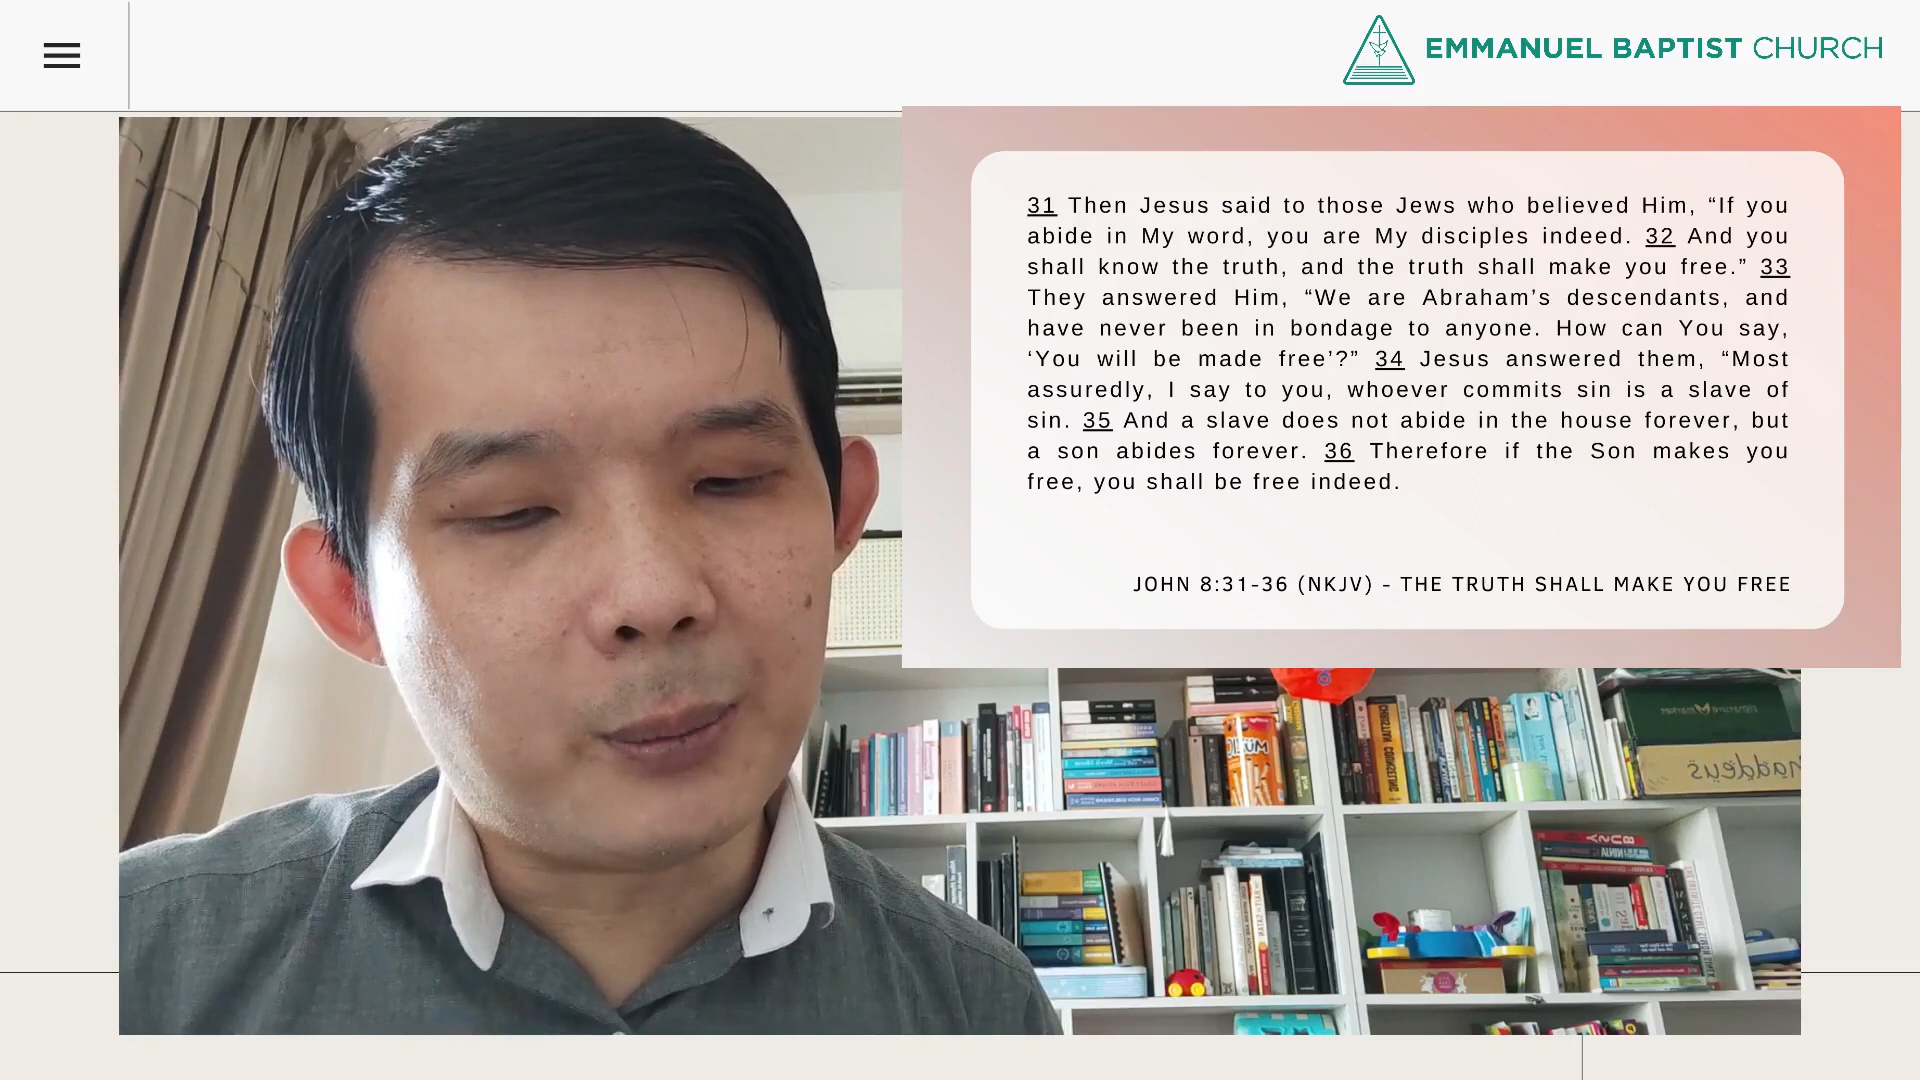 EMMANUEL BAPTIST CHURCH
31 Then Jesus said to those Jews who believed Him, “If you
abide in My word, you are My disciples indeed. 32 And you
shall know the truth, and the truth shall make you free.” 33
They answered Him, “We are Abraham’s descendants, and
have never been in bondage to anyone. How can You say,
‘You will be made free’?” 34 Jesus answered them, “Most
assuredly, I say to you, whoever commits sin is a slave of
sin. 35 And a slave does not abide in the house forever, but
a son abides forever. 36 Therefore if the Son makes you
free, you shall be free indeed.
JOHN 8:31-36 (NKJV) – THE TRUTH SHALL MAKE YOU FREE
CHRISTIAN COUNSELING